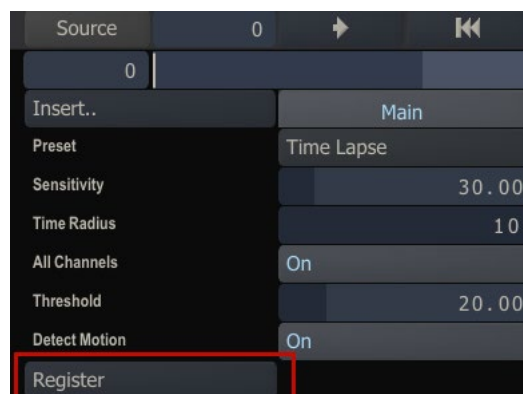 Source 0
0
Insert.. Main
Preset Time Lapse
Sensitivity 30.00
Time Radius 10
All Channels On
Threshold 20.00
Detect Motion On
Register